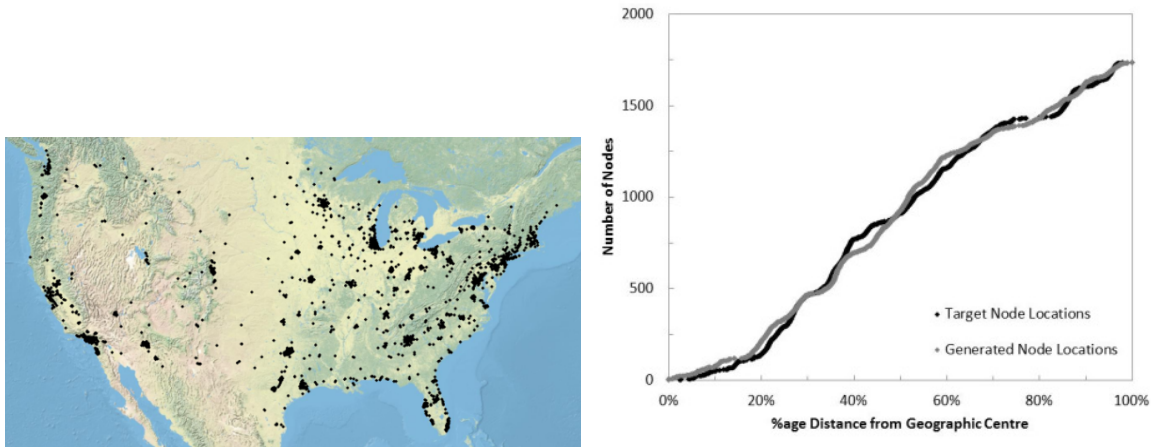 2000
1500
1000
500
0
Number of Nodes
Target Node Locations
Generated Node Locations
0%
20%
40%
60%
80%
100%
%age Distance from Geographic Centre